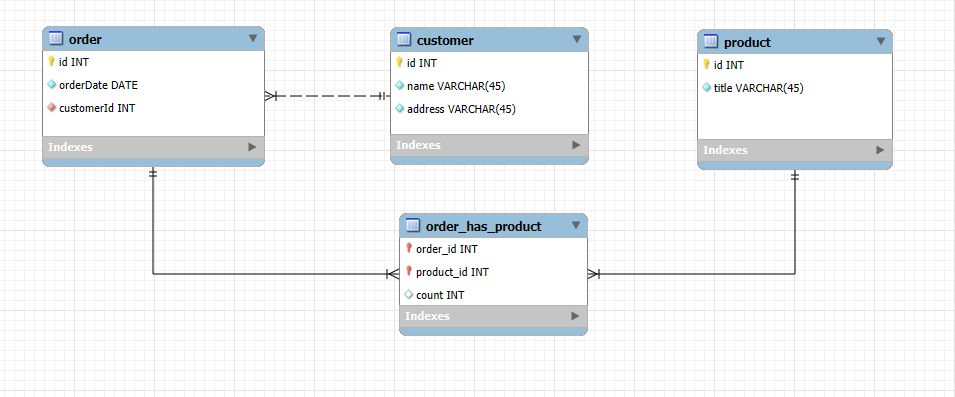 order
id INT
orderDate DATE
customerId INT
Indexes
customer
id INT
name VARCHAR(45)
address VARCHAR(45)
Indexes
product
id INT
title VARCHAR(45)
Indexes
order_has_product
order_id INT
product_id INT
count INT
Indexes